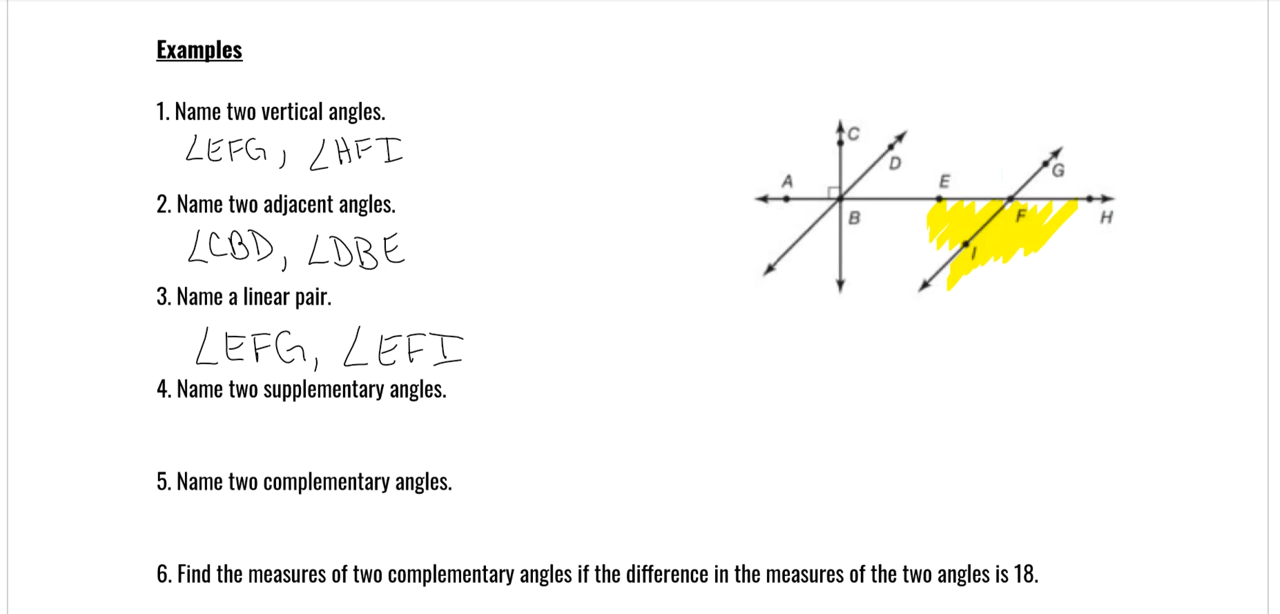 Examples
1. Name two vertical angles.
∠EFG, ∠HFI
2. Name two adjacent angles.
∠CBD, ∠DBE
3. Name a linear pair.
∠EFG, ∠EFI
4. Name two supplementary angles.
5. Name two complementary angles.
6. Find the measures of two complementary angles if the difference in the measures of the two angles is 18.
C
D
G
A
E
B
F
H
I